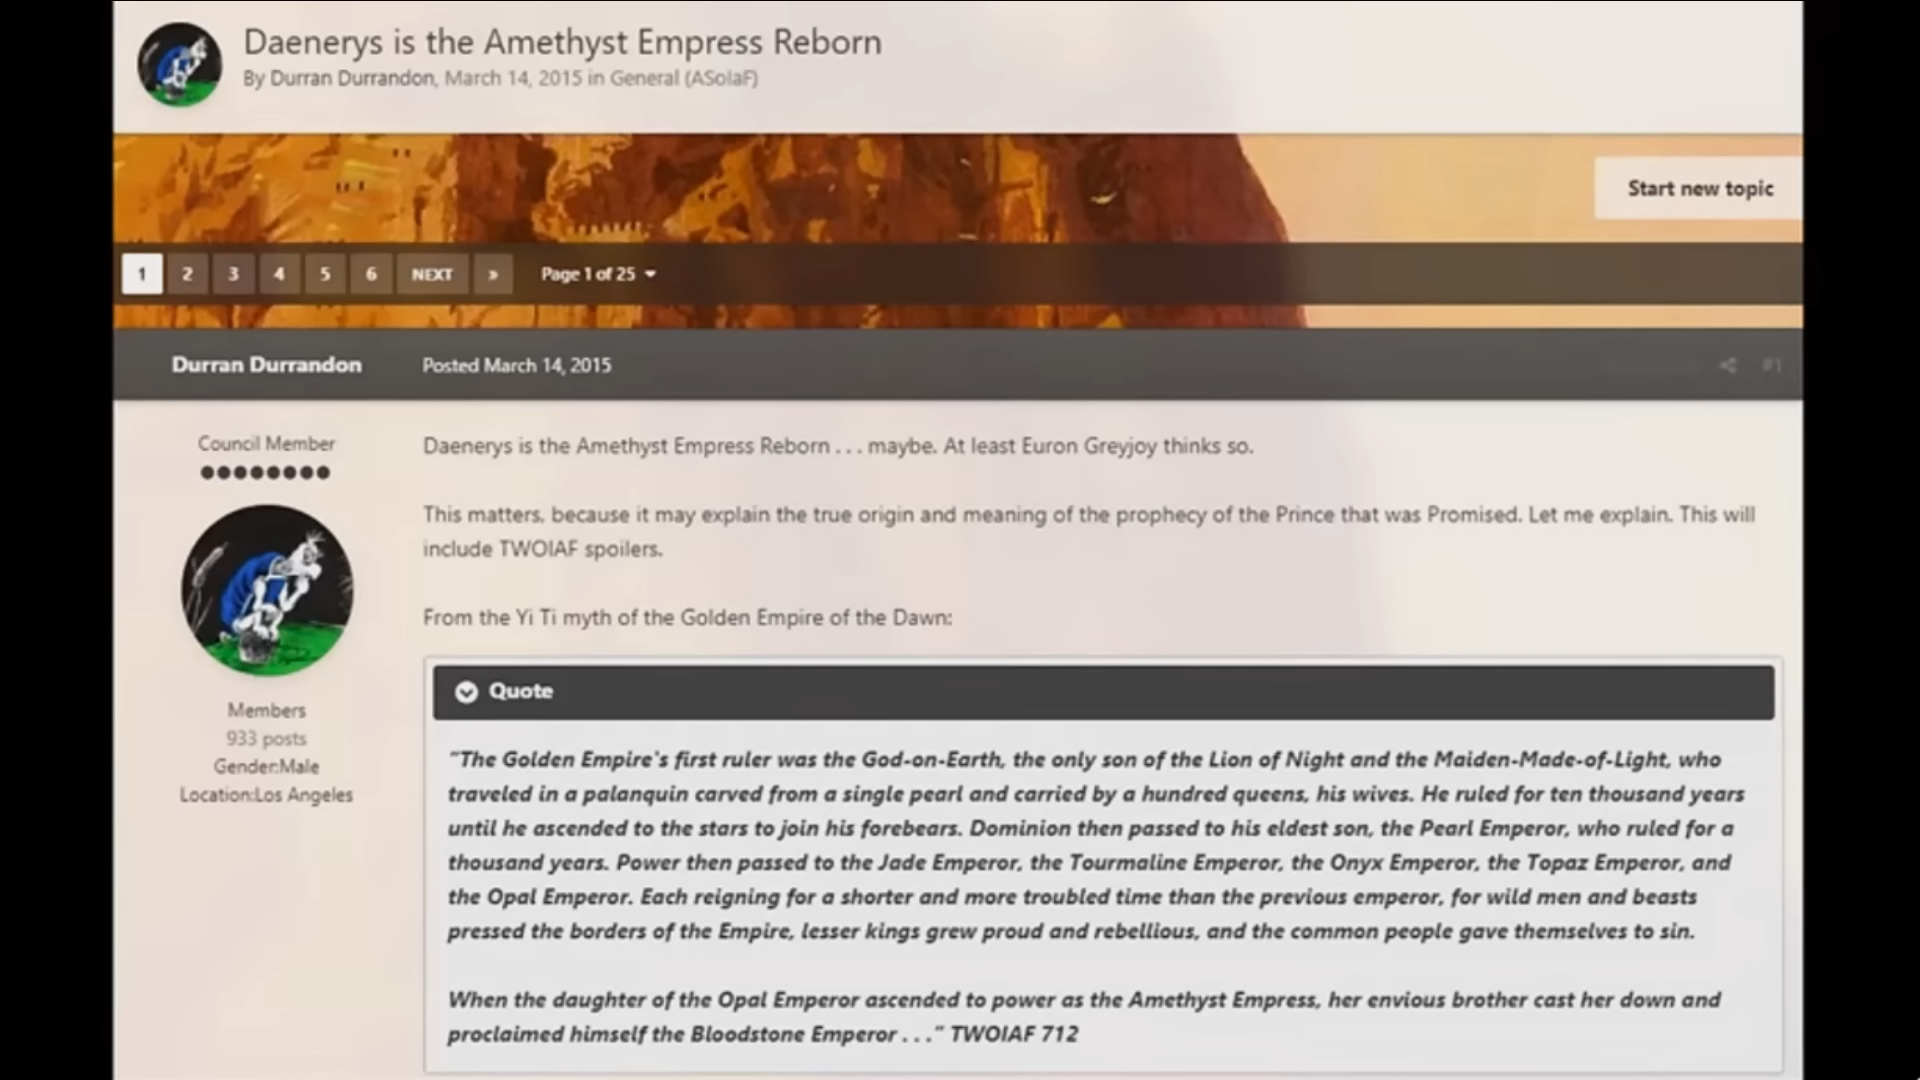 Daenerys is the Amethyst Empress Reborn
By Durran Durrandon, March 14, 2015 in General (ASoIaF)
Start new topic
1 2 3 4 5 6 NEXT » Page 1 of 25
Durran Durrandon Posted March 14, 2015 #1
Council Member
Daenerys is the Amethyst Empress Reborn . . . maybe. At least Euron Greyjoy thinks so.
This matters, because it may explain the true origin and meaning of the prophecy of the Prince that was Promised. Let me explain. This will
include TWOIAF spoilers.
From the Yi Ti myth of the Golden Empire of the Dawn:
Members
933 posts
Gender:Male
Location:Los Angeles
Quote
"The Golden Empire's first ruler was the God-on-Earth, the only son of the Lion of Night and the Maiden-Made-of-Light, who
traveled in a palanquin carved from a single pearl and carried by a hundred queens, his wives. He ruled for ten thousand years
until he ascended to the stars to join his forebears. Dominion then passed to his eldest son, the Pearl Emperor, who ruled for a
thousand years. Power then passed to the Jade Emperor, the Tourmaline Emperor, the Onyx Emperor, the Topaz Emperor, and
the Opal Emperor. Each reigning for a shorter and more troubled time than the previous emperor, for wild men and beasts
pressed the borders of the Empire, lesser kings grew proud and rebellious, and the common people gave themselves to sin.
When the daughter of the Opal Emperor ascended to power as the Amethyst Empress, her envious brother cast her down and
proclaimed himself the Bloodstone Emperor . . ." TWOIAF 712